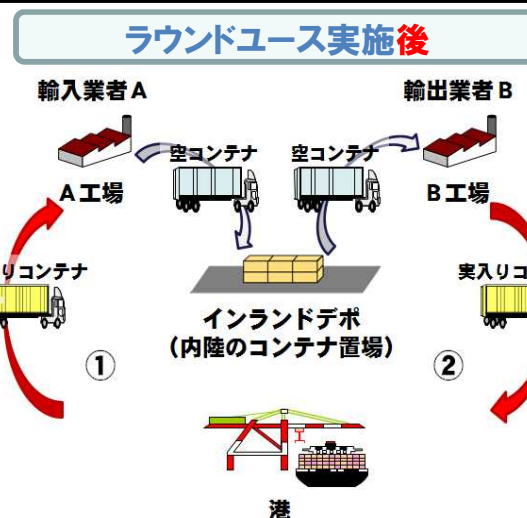 ラウンドユース実施後
輸入業者A
輸出業者B
空コンテナ
空コンテナ
A工場
B工場
りコンテナ
実入りコ
インランドデポ
(内陸のコンテナ置場)
①
②
港